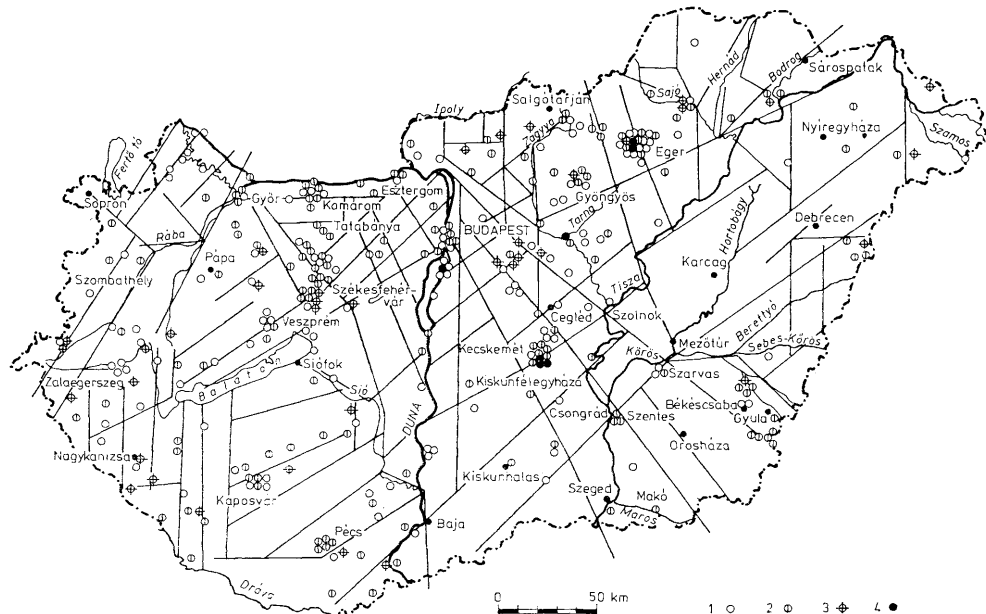 Hernád
Bodrog
Sárospatak
Sajó
Ipoly
Salgótarján
Zagyva
Nyíregyháza
Szamos
Fertő tó
Eger
Sopron
Esztergom
Győr
Komárom
Gyöngyös
Tatabánya
Tarna
Hortobágy
Debrecen
Rába
BUDAPEST
Pápa
Karcag
Szombathely
Székesfehér-
vár
Tisza
Veszprém
Cegléd
Szolnok
Berettyó
Kecskemét
Körös
Mezőtúr
Sebes-Körös
Zalaegerszeg
Balaton
Siófok
Kiskunfélegyháza
Szarvas
Sió
DUNA
Békéscsaba
Csongrád
Szentes
Gyula
Orosháza
Nagykanizsa
Kiskunhalas
Kaposvár
Szeged
Makó
Maros
Pécs
Baja
Dráva
0 50 km
1 2 3 4